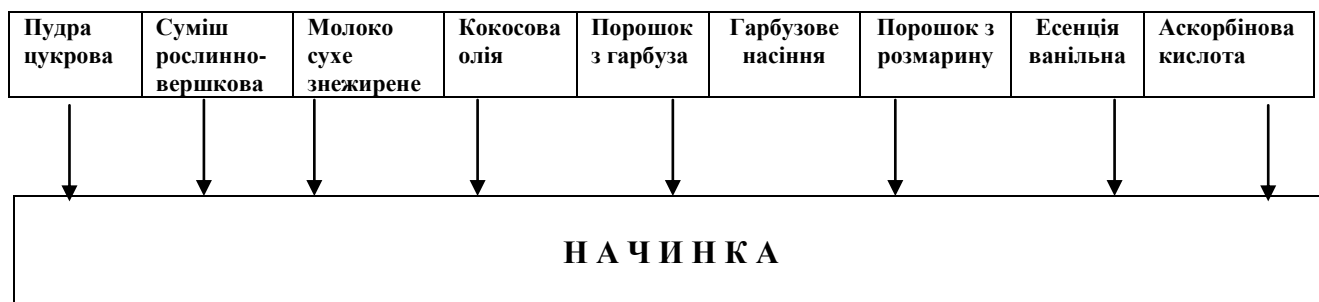 Пудра
цукрова
Суміш
рослинно-
вершкова
Молоко
сухе
знежирене
Кокосова
олія
Порошок
з гарбуза
Гарбузове
насіння
Порошок з
розмарину
Есенція
ванільна
Аскорбінова
кислота
Н А Ч И Н К А